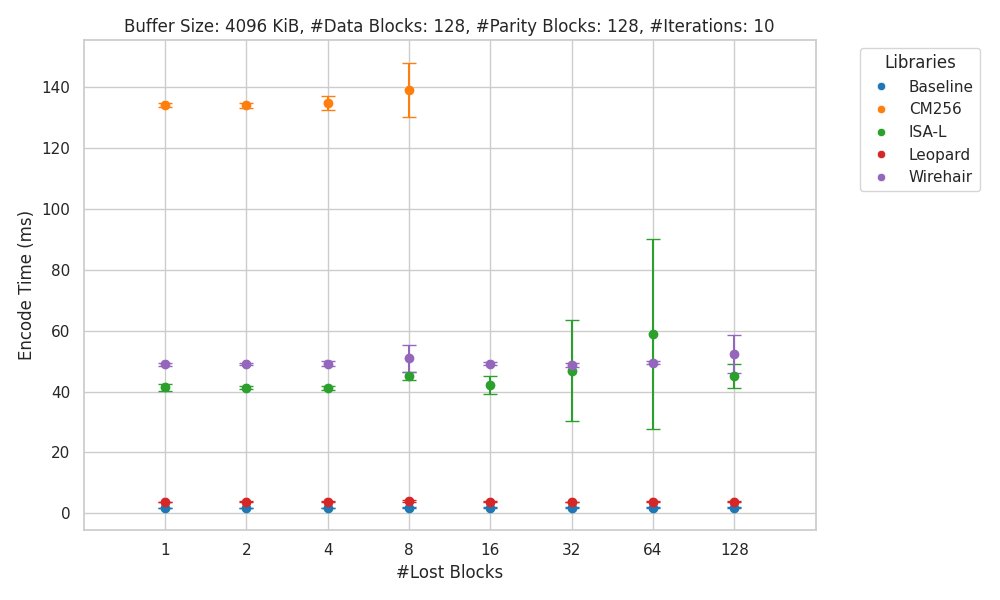 Buffer Size: 4096 KiB, #Data Blocks: 128, #Parity Blocks: 128, #Iterations: 10
Libraries
Baseline
CM256
ISA-L
Leopard
Wirehair
Encode Time (ms)
140
120
100
80
60
40
20
0
1 2 4 8 16 32 64 128
#Lost Blocks